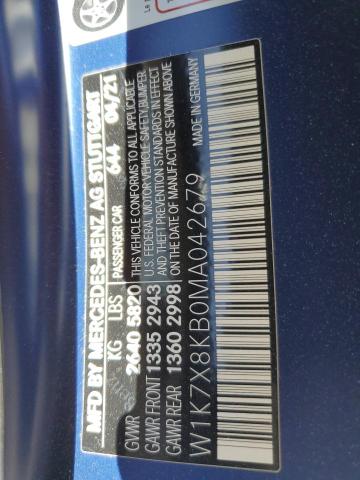 MFD BY MERCEDES-BENZ AG STUTTGART
KG LBS PASSENGER CAR 644 04/21
GVWR 2640 5820 THIS VEHICLE CONFORMS TO ALL APPLICABLE
U.S. FEDERAL MOTOR VEHICLE SAFETY, BUMPER,
GAWR FRONT 1335 2943 AND THEFT PREVENTION STANDARDS IN EFFECT
GAWR REAR 1360 2998 ON THE DATE OF MANUFACTURE SHOWN ABOVE
MADE IN GERMANY
W1K7X8KB0MA042679